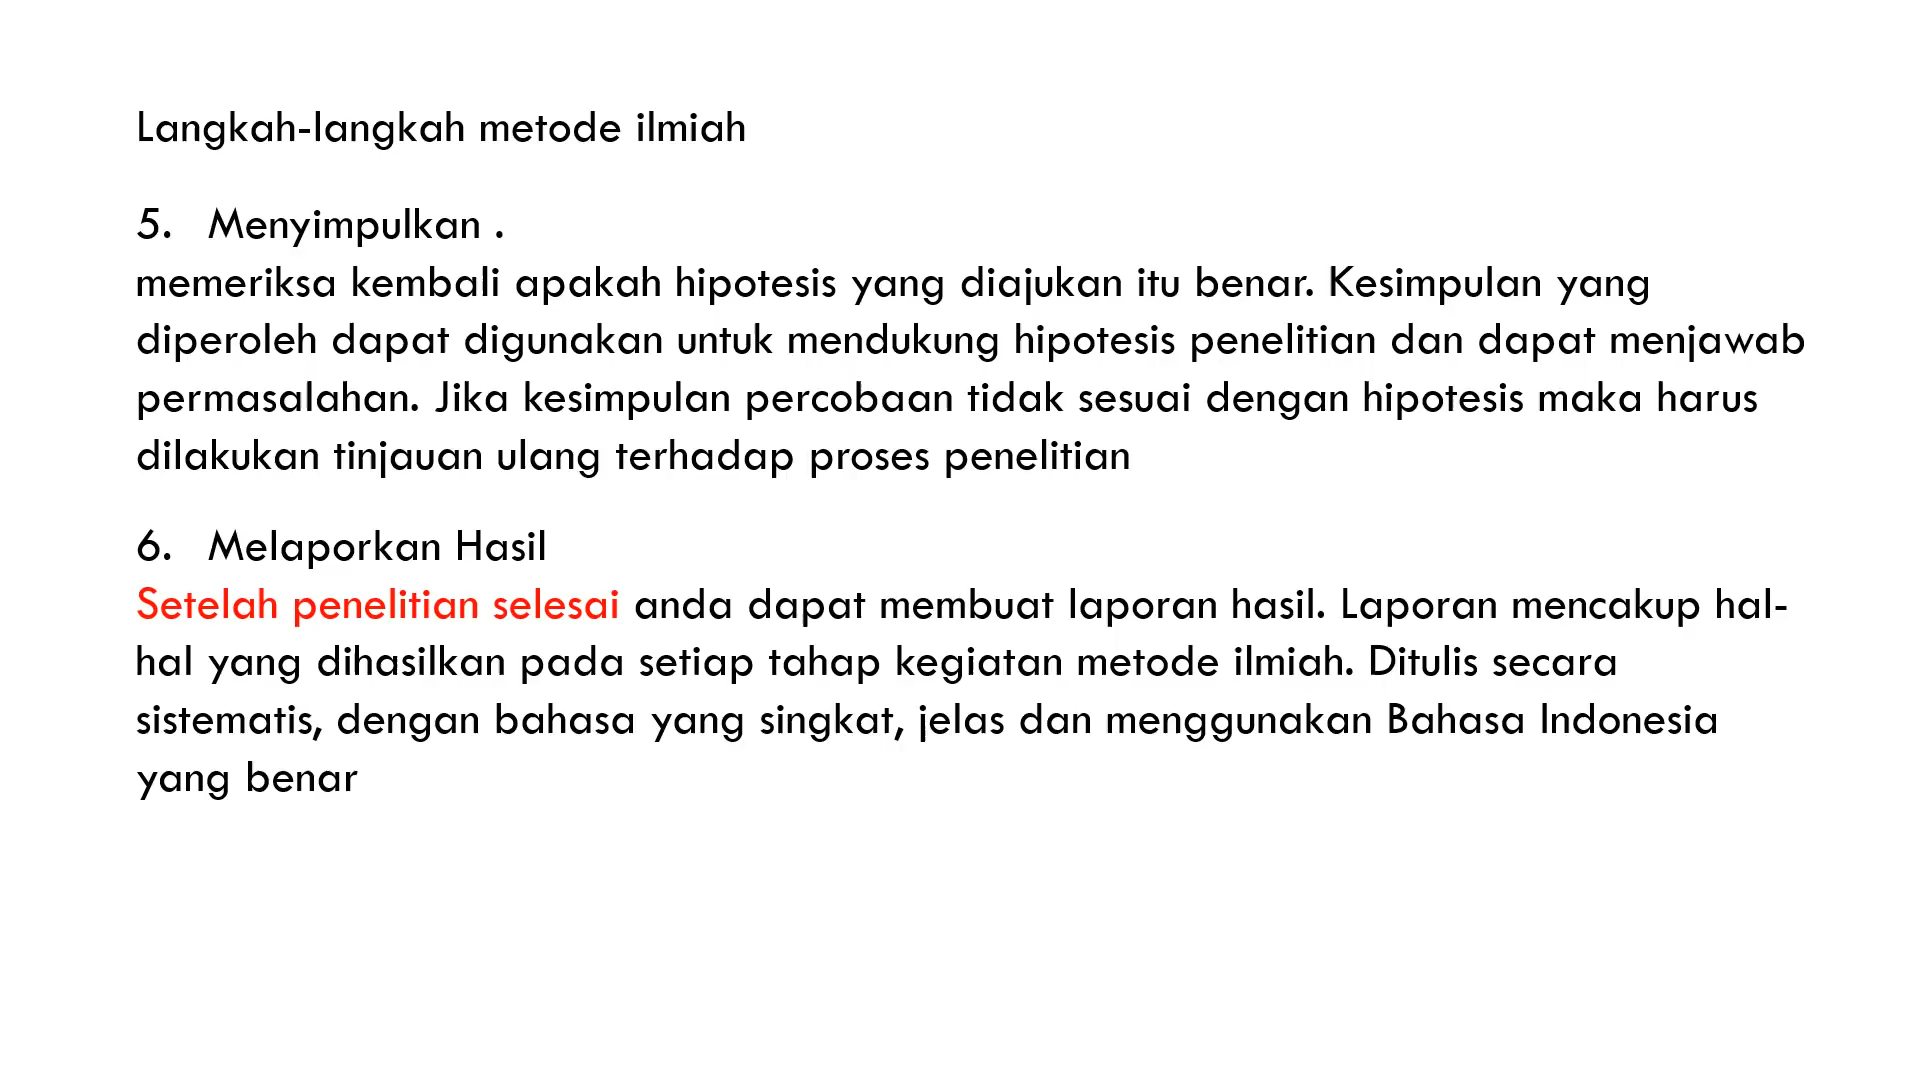 Langkah-langkah metode ilmiah
5. Menyimpulkan .
memeriksa kembali apakah hipotesis yang diajukan itu benar. Kesimpulan yang
diperoleh dapat digunakan untuk mendukung hipotesis penelitian dan dapat menjawab
permasalahan. Jika kesimpulan percobaan tidak sesuai dengan hipotesis maka harus
dilakukan tinjauan ulang terhadap proses penelitian
6. Melaporkan Hasil
Setelah penelitian selesai anda dapat membuat laporan hasil. Laporan mencakup hal-
hal yang dihasilkan pada setiap tahap kegiatan metode ilmiah. Ditulis secara
sistematis, dengan bahasa yang singkat, jelas dan menggunakan Bahasa Indonesia
yang benar